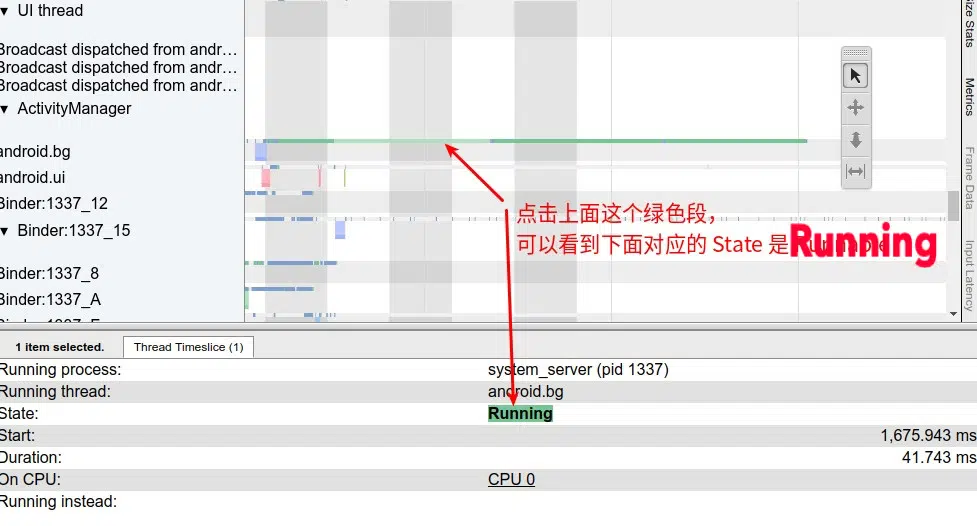 UI thread
Size Stats
Broadcast dispatched from andr…
Broadcast dispatched from andr…
Broadcast dispatched from andr…
Metrics
ActivityManager
android.bg
android.ui
Frame Data
Binder:1337_12
点击上面这个绿色段，
Binder:1337_15
可以看到下面对应的 State 是
Running
Input Latency
Binder:1337_8
Binder:1337_A
1 item selected.
Thread Timeslice (1)
Running process:
system_server (pid 1337)
Running thread:
android.bg
State:
Running
Start:
1,675.943 ms
Duration:
41.743 ms
On CPU:
CPU 0
Running instead: